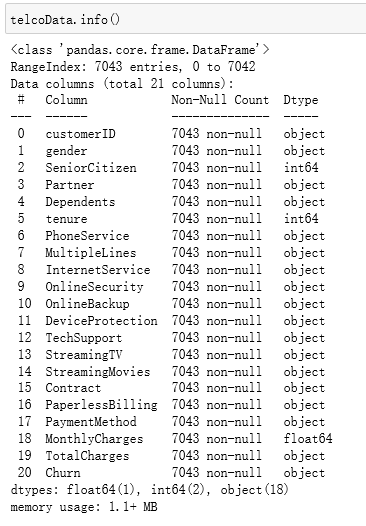 telcoData.info()
<class 'pandas.core.frame.DataFrame'>
RangeIndex: 7043 entries, 0 to 7042
Data columns (total 21 columns):
 #   Column            Non-Null Count  Dtype
---  ------            --------------  -----
 0   customerID        7043 non-null   object
 1   gender            7043 non-null   object
 2   SeniorCitizen     7043 non-null   int64
 3   Partner           7043 non-null   object
 4   Dependents        7043 non-null   object
 5   tenure            7043 non-null   int64
 6   PhoneService      7043 non-null   object
 7   MultipleLines     7043 non-null   object
 8   InternetService   7043 non-null   object
 9   OnlineSecurity    7043 non-null   object
 10  OnlineBackup      7043 non-null   object
 11  DeviceProtection  7043 non-null   object
 12  TechSupport       7043 non-null   object
 13  StreamingTV       7043 non-null   object
 14  StreamingMovies   7043 non-null   object
 15  Contract          7043 non-null   object
 16  PaperlessBilling  7043 non-null   object
 17  PaymentMethod     7043 non-null   object
 18  MonthlyCharges    7043 non-null   float64
 19  TotalCharges      7043 non-null   object
 20  Churn             7043 non-null   object
dtypes: float64(1), int64(2), object(18)
memory usage: 1.1+ MB